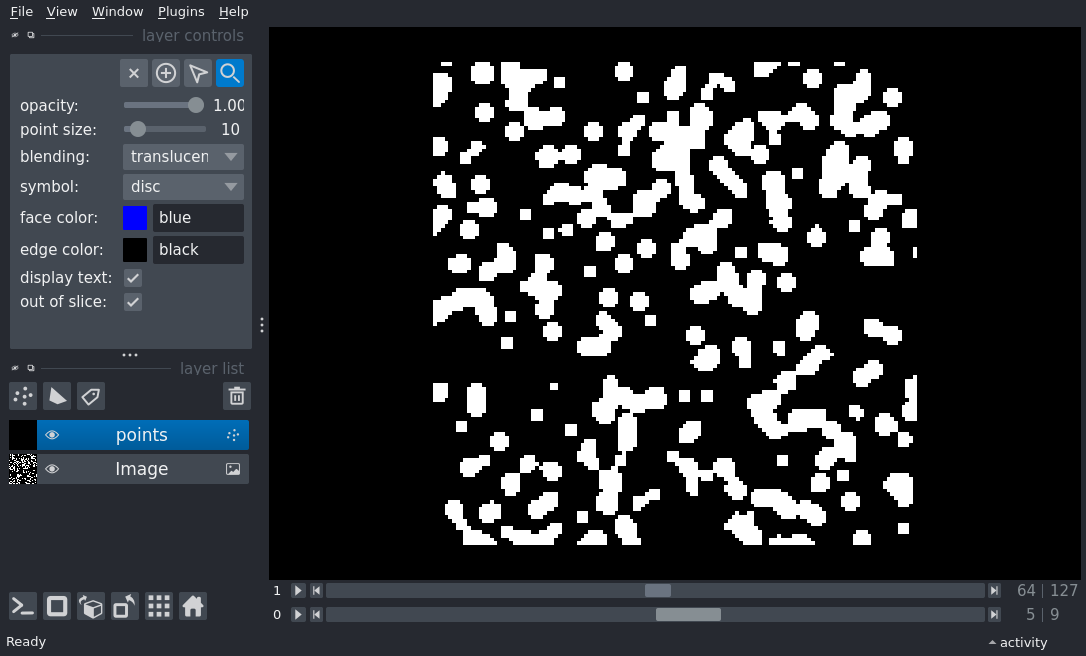 File View Window Plugins Help
layer controls
opacity: 1.00
point size: 10
blending: translucen
symbol: disc
face color: blue
edge color: black
display text:
out of slice:
layer list
points
Image
1 64 127
0 5 9
Ready activity